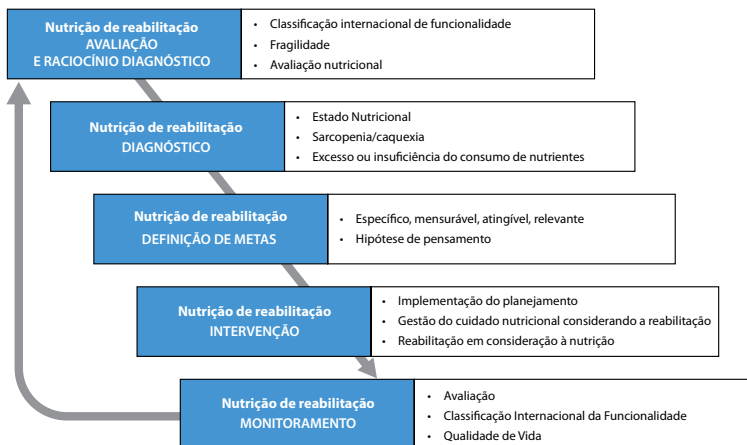 Nutrição de reabilitação
AVALIAÇÃO
E RACIOCÍNIO DIAGNÓSTICO
• Classificação internacional de funcionalidade
• Fragilidade
• Avaliação nutricional
Nutrição de reabilitação
DIAGNÓSTICO
• Estado Nutricional
• Sarcopenia/caquexia
• Excesso ou insuficiência do consumo de nutrientes
Nutrição de reabilitação
DEFINIÇÃO DE METAS
• Específico, mensurável, atingível, relevante
• Hipótese de pensamento
Nutrição de reabilitação
INTERVENÇÃO
• Implementação do planejamento
• Gestão do cuidado nutricional considerando a reabilitação
• Reabilitação em consideração à nutrição
Nutrição de reabilitação
MONITORAMENTO
• Avaliação
• Classificação Internacional da Funcionalidade
• Qualidade de Vida